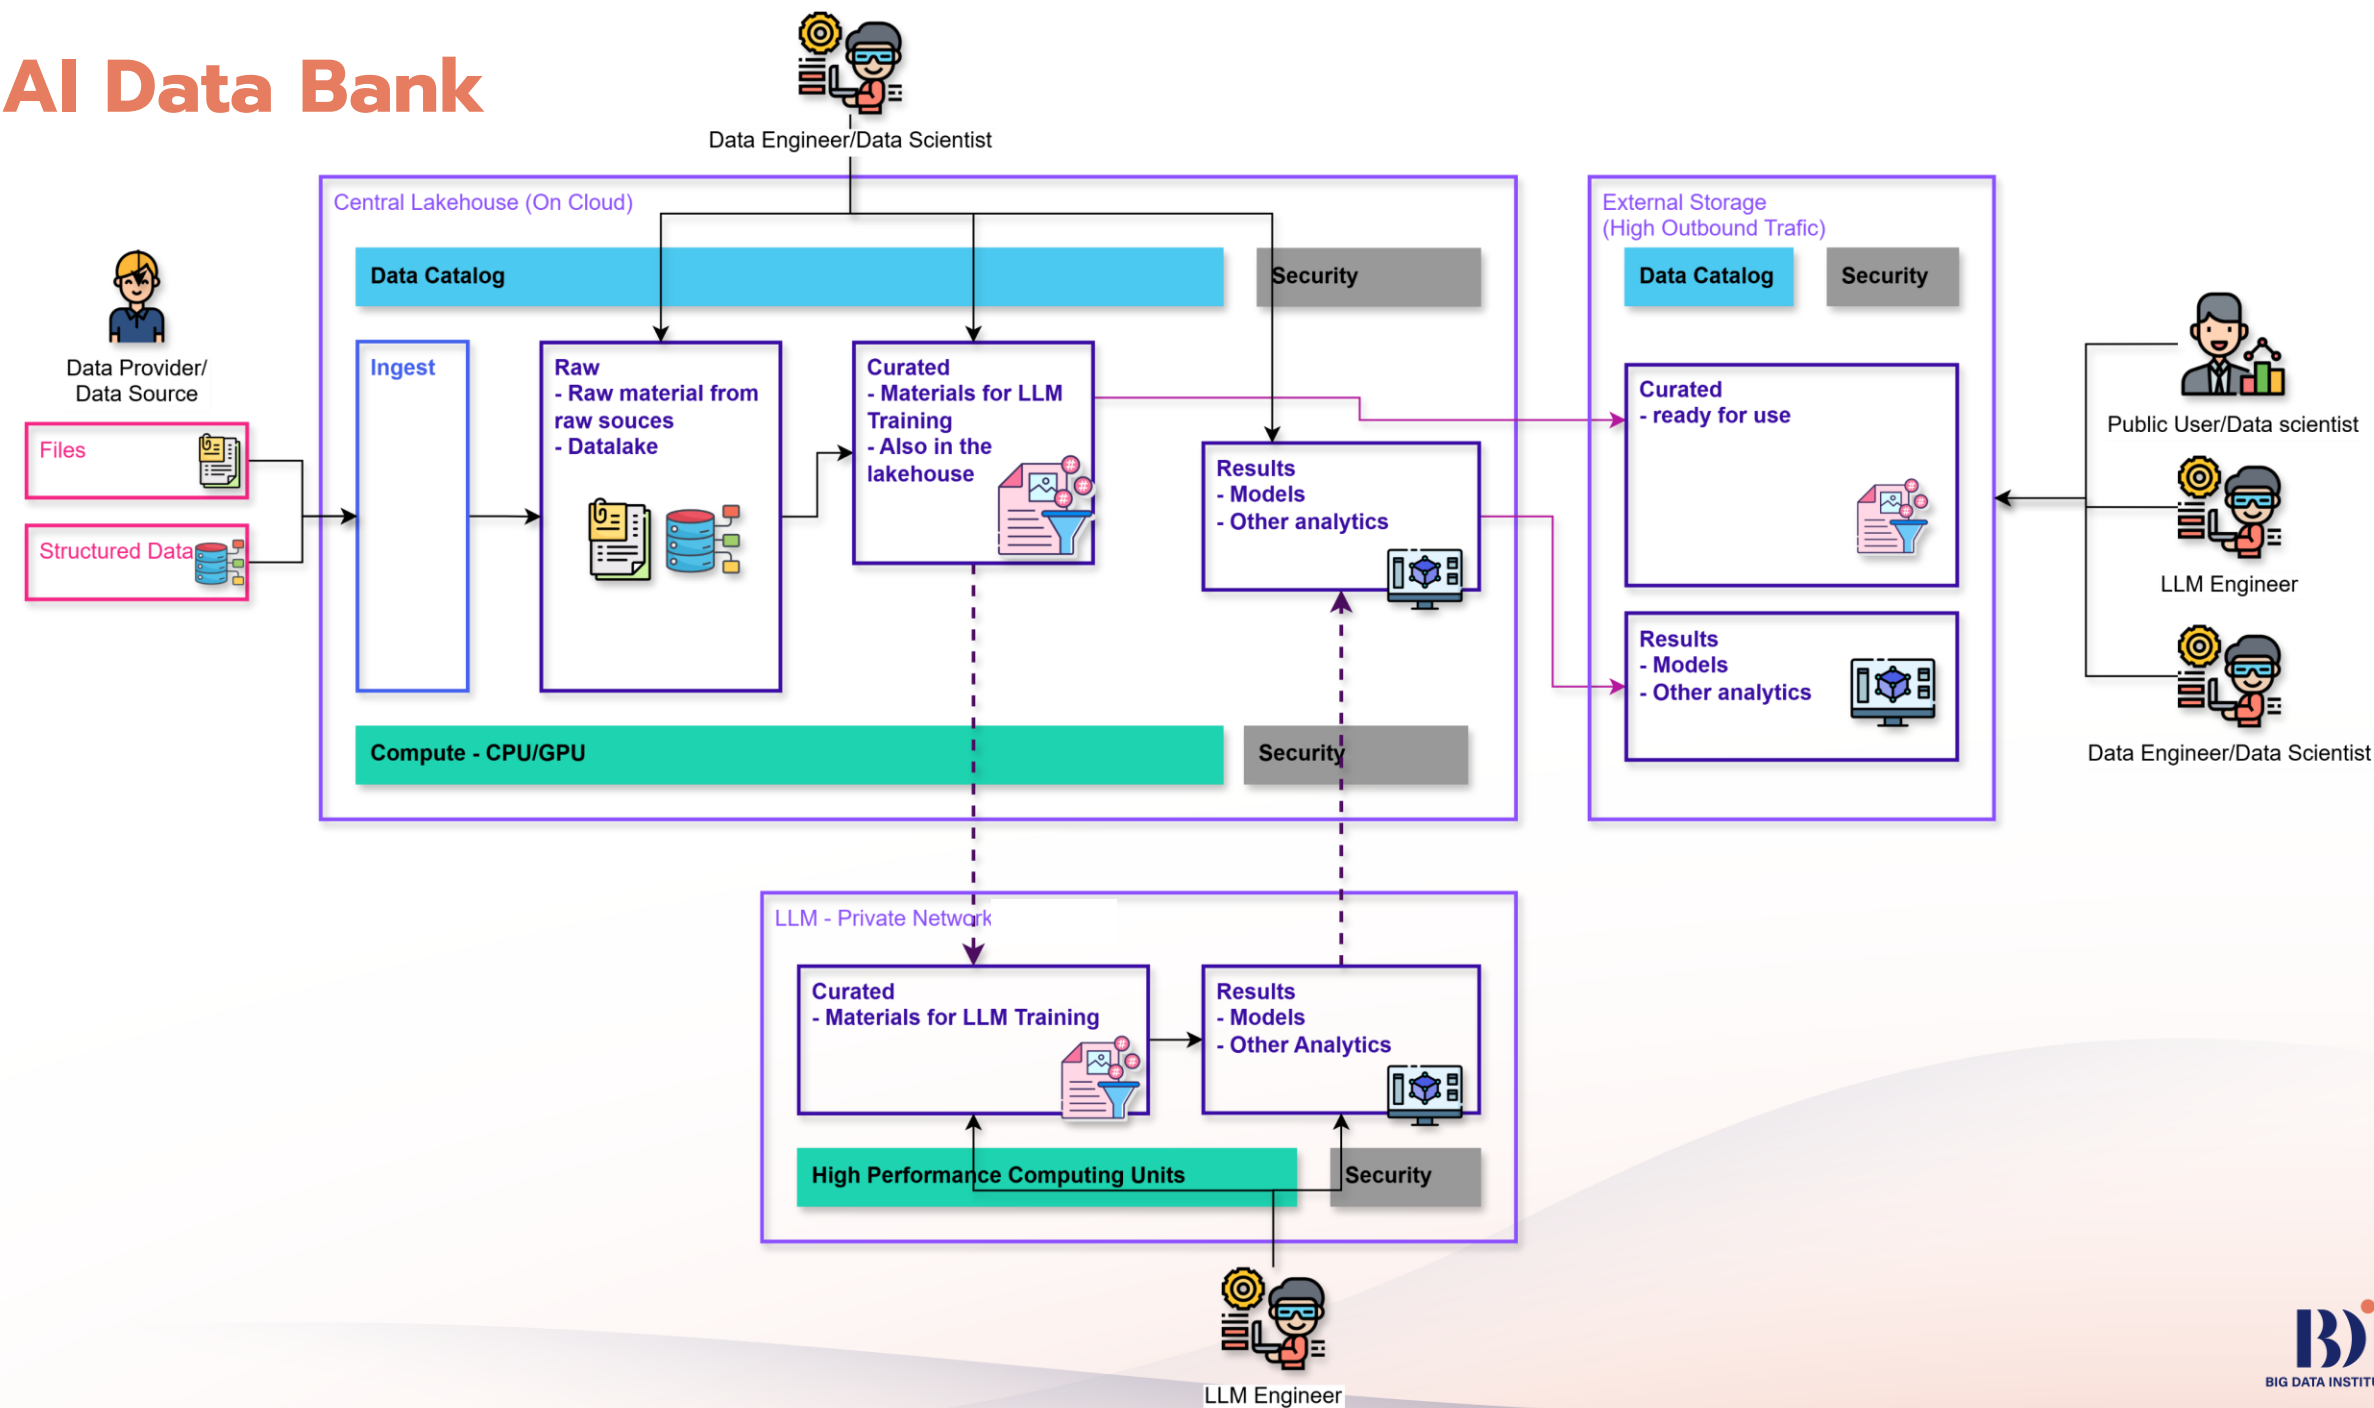 AI Data Bank
Data Engineer/Data Scientist
Central Lakehouse (On Cloud)
Data Catalog
Security
Data Provider/
Data Source
Files
Structured Data
Ingest
Raw
- Raw material from
raw souces
- Datalake
Curated
- Materials for LLM
Training
- Also in the
lakehouse
Results
- Models
- Other analytics
Compute - CPU/GPU
Security
External Storage
(High Outbound Trafic)
Data Catalog
Security
Curated
- ready for use
Results
- Models
- Other analytics
Public User/Data scientist
LLM Engineer
Data Engineer/Data Scientist
LLM - Private Network
Curated
- Materials for LLM Training
Results
- Models
- Other Analytics
High Performance Computing Units
Security
LLM Engineer
BIG DATA